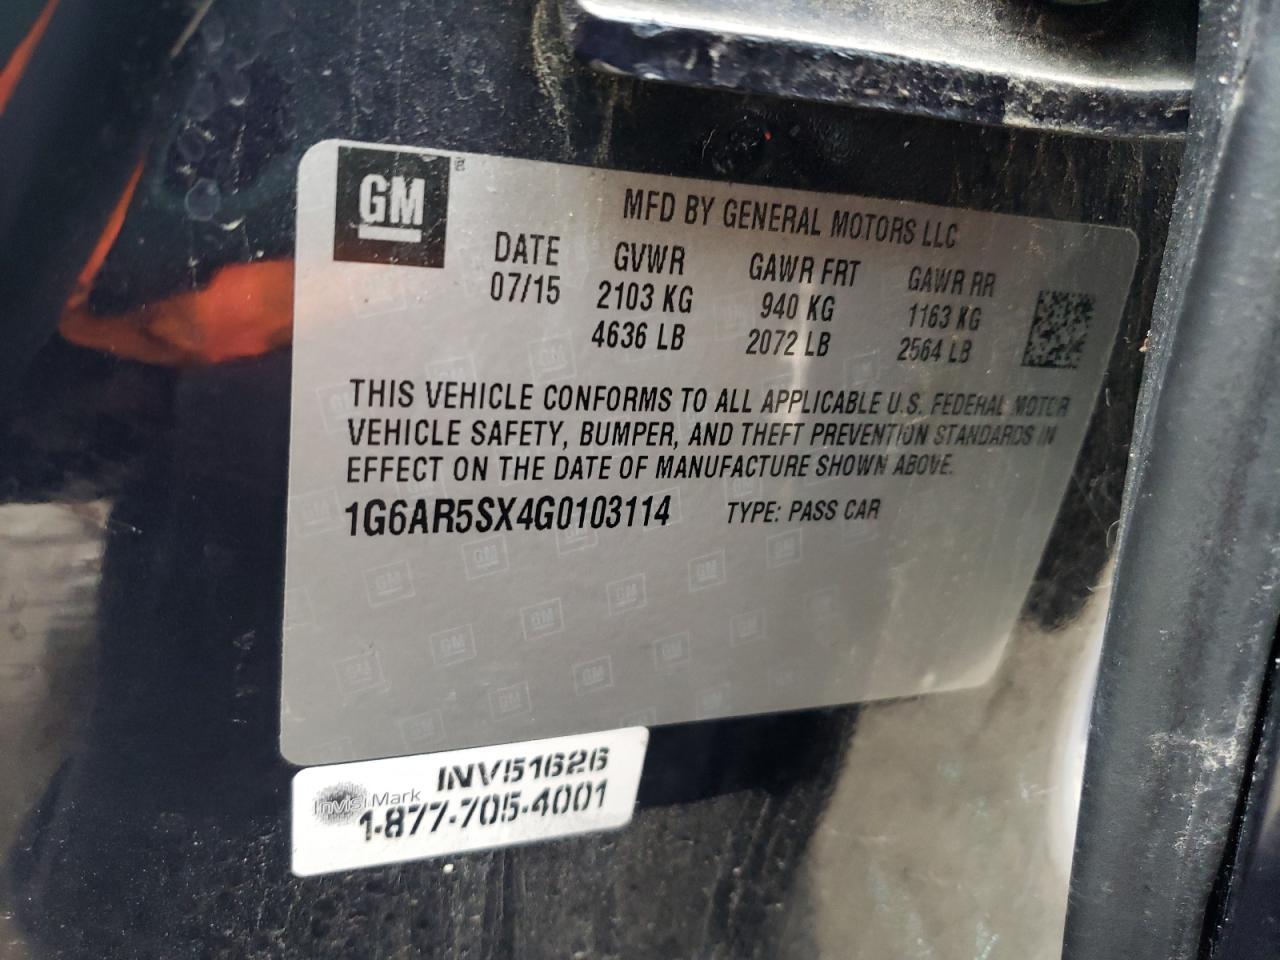 GM
MFD BY GENERAL MOTORS LLC
DATE GVWR GAWR FRT GAWR RR
07/15 2103 KG 940 KG 1163 KG
4636 LB 2072 LB 2564 LB
THIS VEHICLE CONFORMS TO ALL APPLICABLE U.S. FEDERAL MOTOR
VEHICLE SAFETY, BUMPER, AND THEFT PREVENTION STANDARDS IN
EFFECT ON THE DATE OF MANUFACTURE SHOWN ABOVE.
1G6AR5SX4G0103114 TYPE: PASS CAR
INV51626
InvisiMark
1-877-705-4001